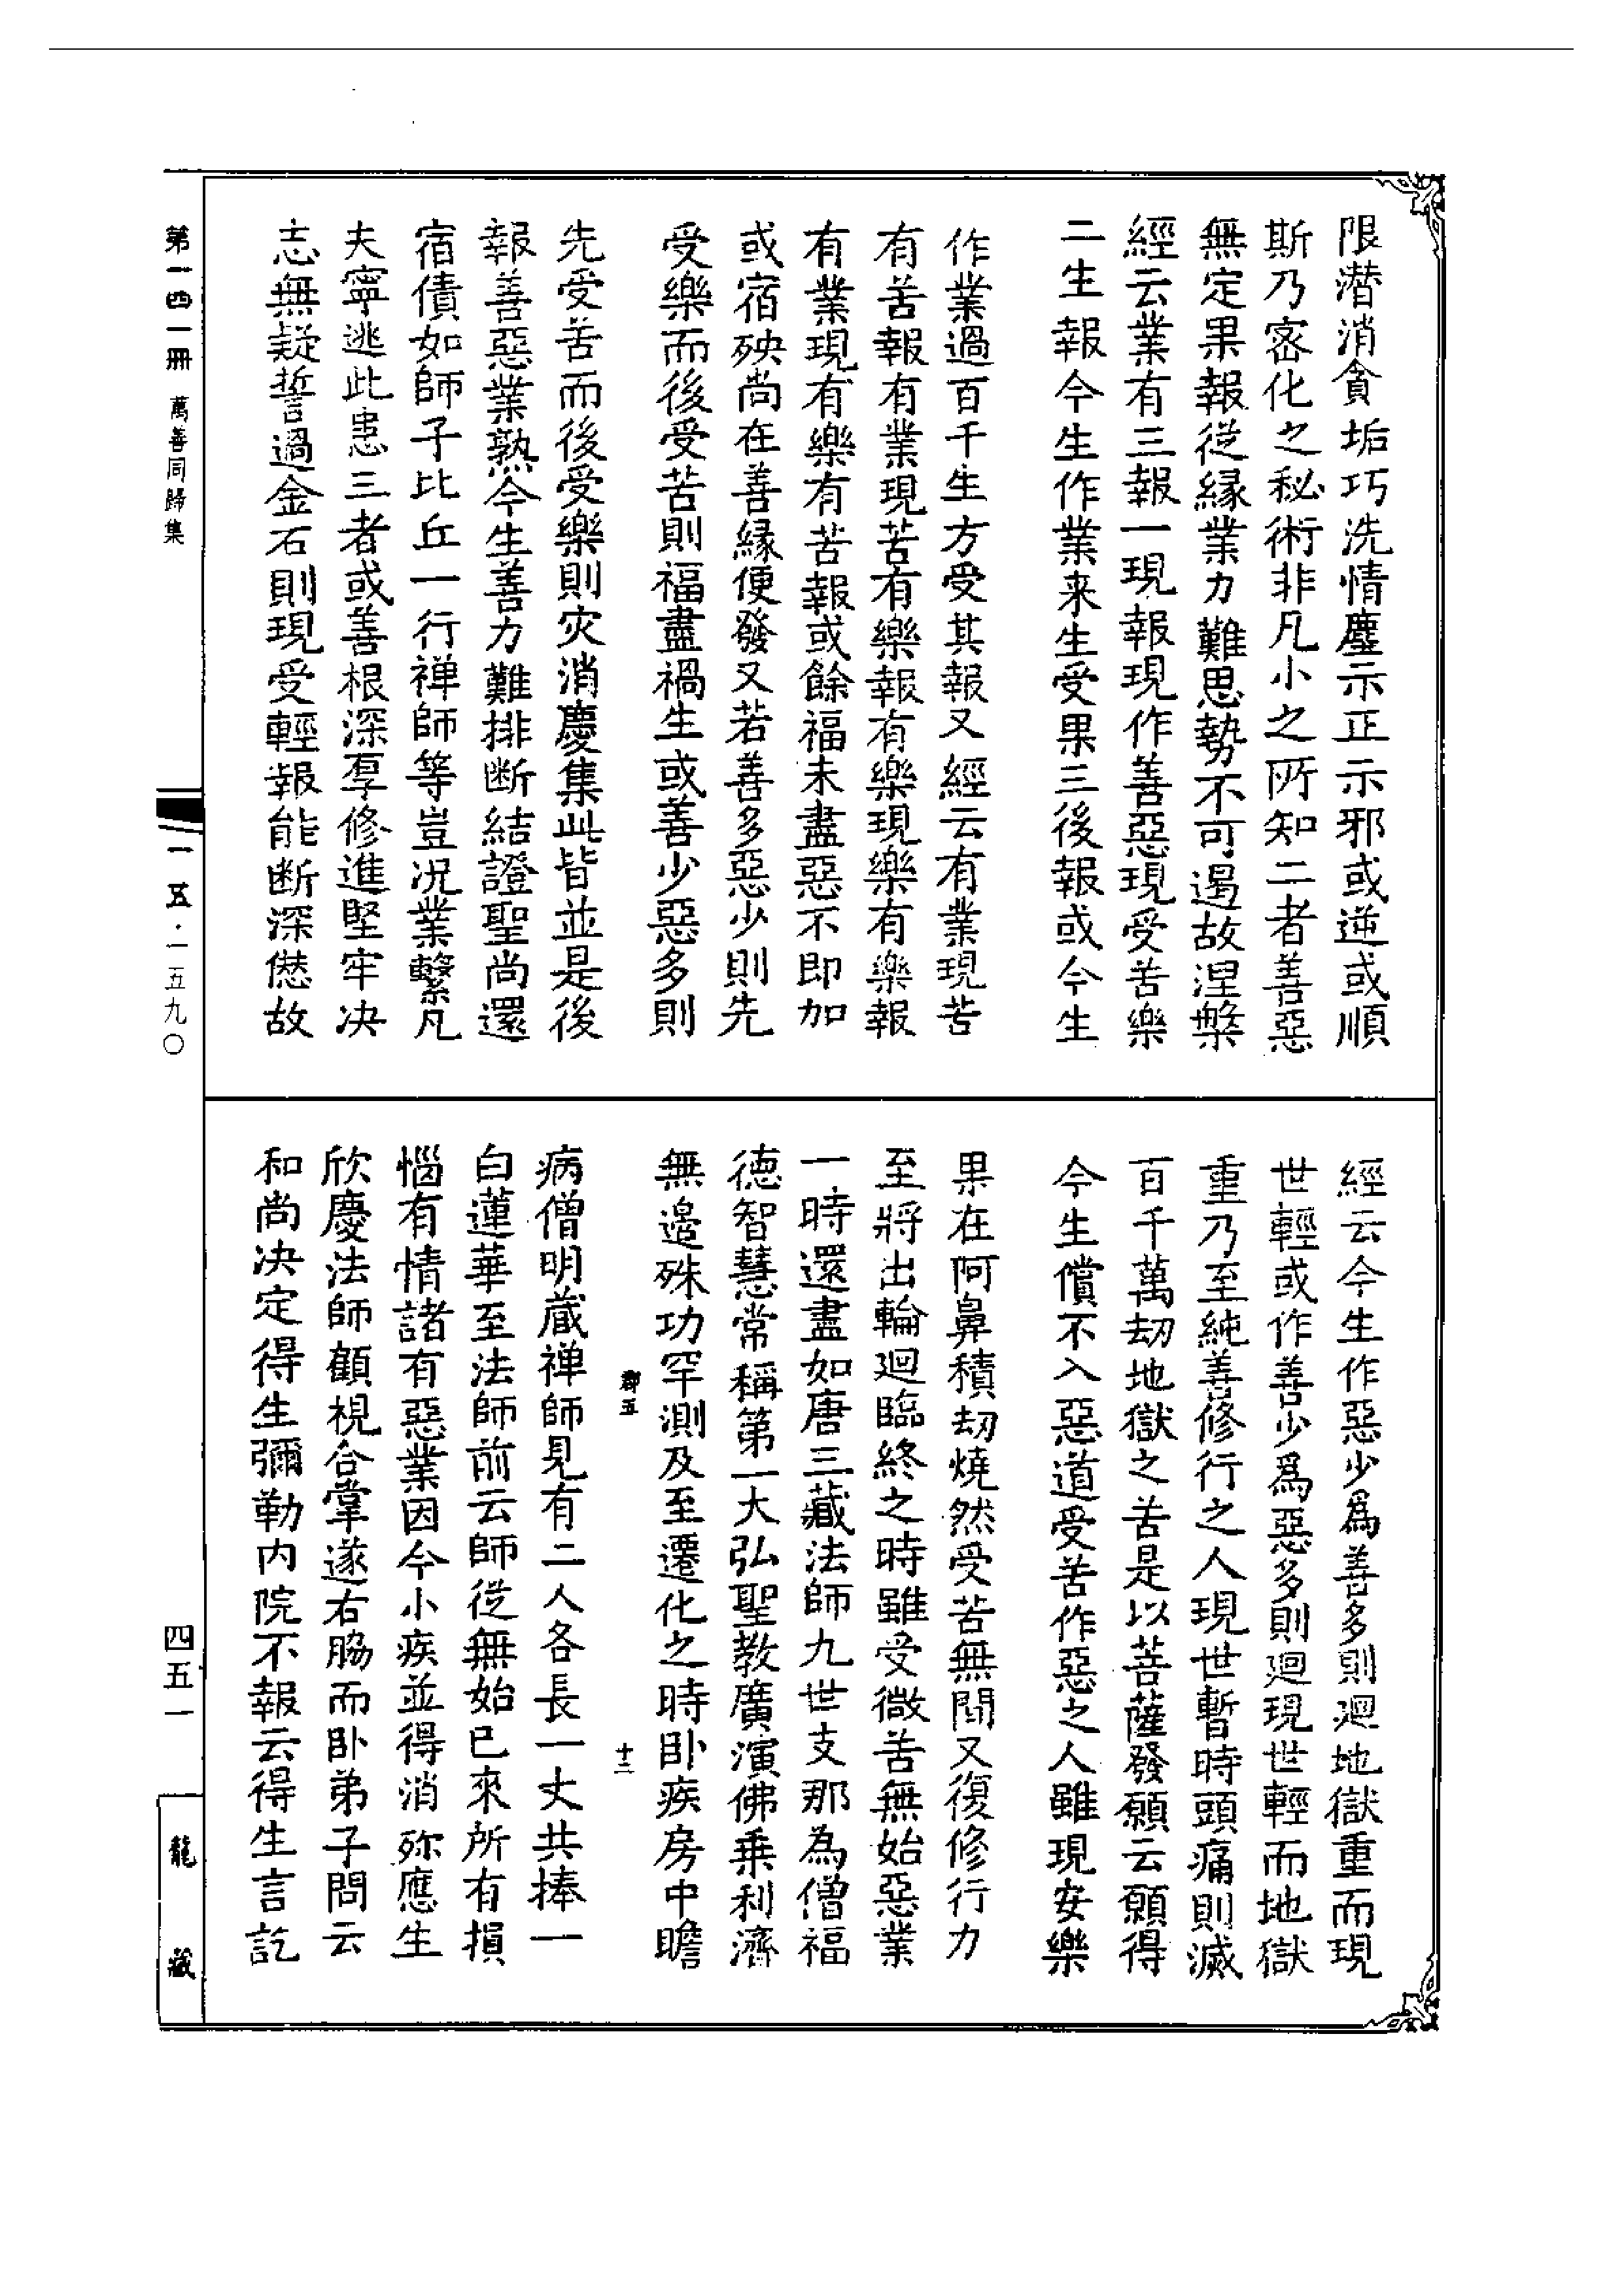 限潜消貪垢巧洗情塵示正示邪或逆或順
斯乃宻化之秘術非凡小之所知二者善惡
無定果報從縁業力難思勢不可遏故涅槃
經云業有三報一現報現作善惡現受苦樂
二生報今生作業来生受果三後報或今生
作業過百千生方受其報又經云有業現苦
有苦報有業現苦有樂報有樂現樂有樂報
有業現有樂有苦報或餘福未盡惡不即加
或宿殃尚在善縁便發又若善多惡少則先
受樂而後受苦則福盡禍生或善少惡多則
先受苦而後受樂則灾消慶集此皆並是後
報善惡業熟今生善力難排断結證聖尚還
宿債如師子比丘一行禅師等豈况業繫凡
夫寧逃此患三者或善根深厚修進堅牢决
志無疑誓過金石則現受輕報能断深愆故
經云今生作惡少爲善多則廻地獄重而現
世輕或作善少爲惡多則廻現世輕而地獄
重乃至純善修行之人現世暫時頭痛則滅
百千萬劫地獄之苦是以菩薩發願云願得
今生償不入惡道受苦作惡之人雖現安樂
果在阿鼻積劫燒然受苦無間又復修行力
至將出輪廻臨終之時雖受微苦無始惡業
一時還盡如唐三藏法師九世支那為僧福
德智慧常稱第一大弘聖教廣演佛乗利濟
無邉殊功罕測及至遷化之時卧疾房中瞻
郡五
十二
病僧明蔵禅師見有二人各長一丈共捧一
白蓮華至法師前云師從無始已來所有損
惱有情諸有惡業因今小疾並得消殄應生
欣慶法師顧視合掌遂右脇而卧弟子問云
和尚决定得生彌勒内院不報云得生言訖
第一四一冊 萬善同歸集
一五·一五九〇
四五一
龍藏